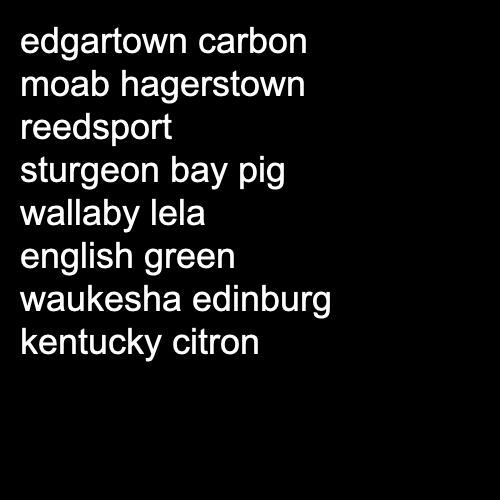 edgartown carbon
moab hagerstown
reedsport
sturgeon bay pig
wallaby lela
english green
waukesha edinburg
kentucky citron